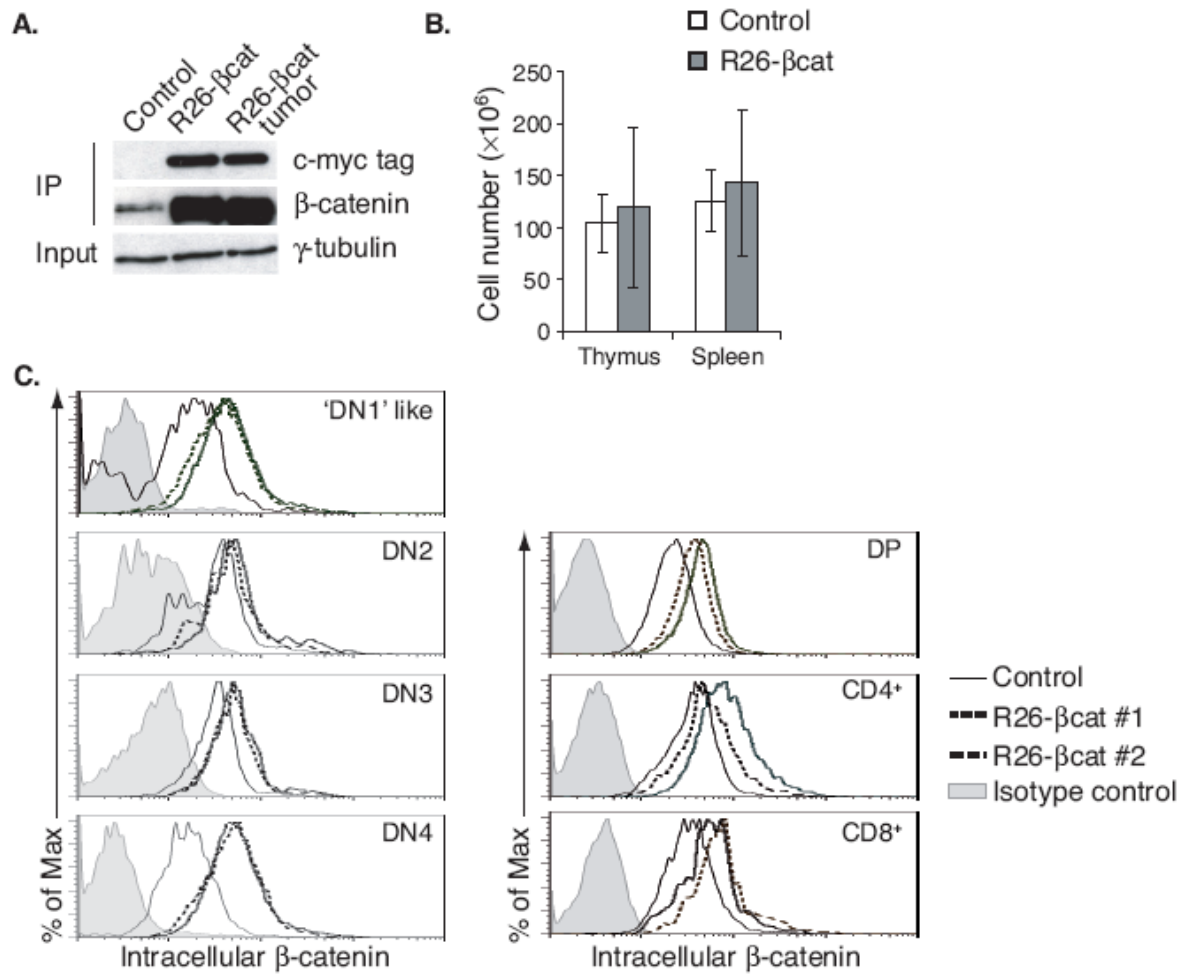 A.
Control
R26-βcat
R26-βcat
tumor
IP
c-myc tag
β-catenin
Input
γ-tubulin
B.
Control
R26-βcat
Cell number (×10⁶)
250
200
150
100
50
0
Thymus
Spleen
C.
'DN1' like
DN2
DN3
DN4
% of Max
Intracellular β-catenin
DP
CD4⁺
CD8⁺
% of Max
Intracellular β-catenin
Control
R26-βcat #1
R26-βcat #2
Isotype control